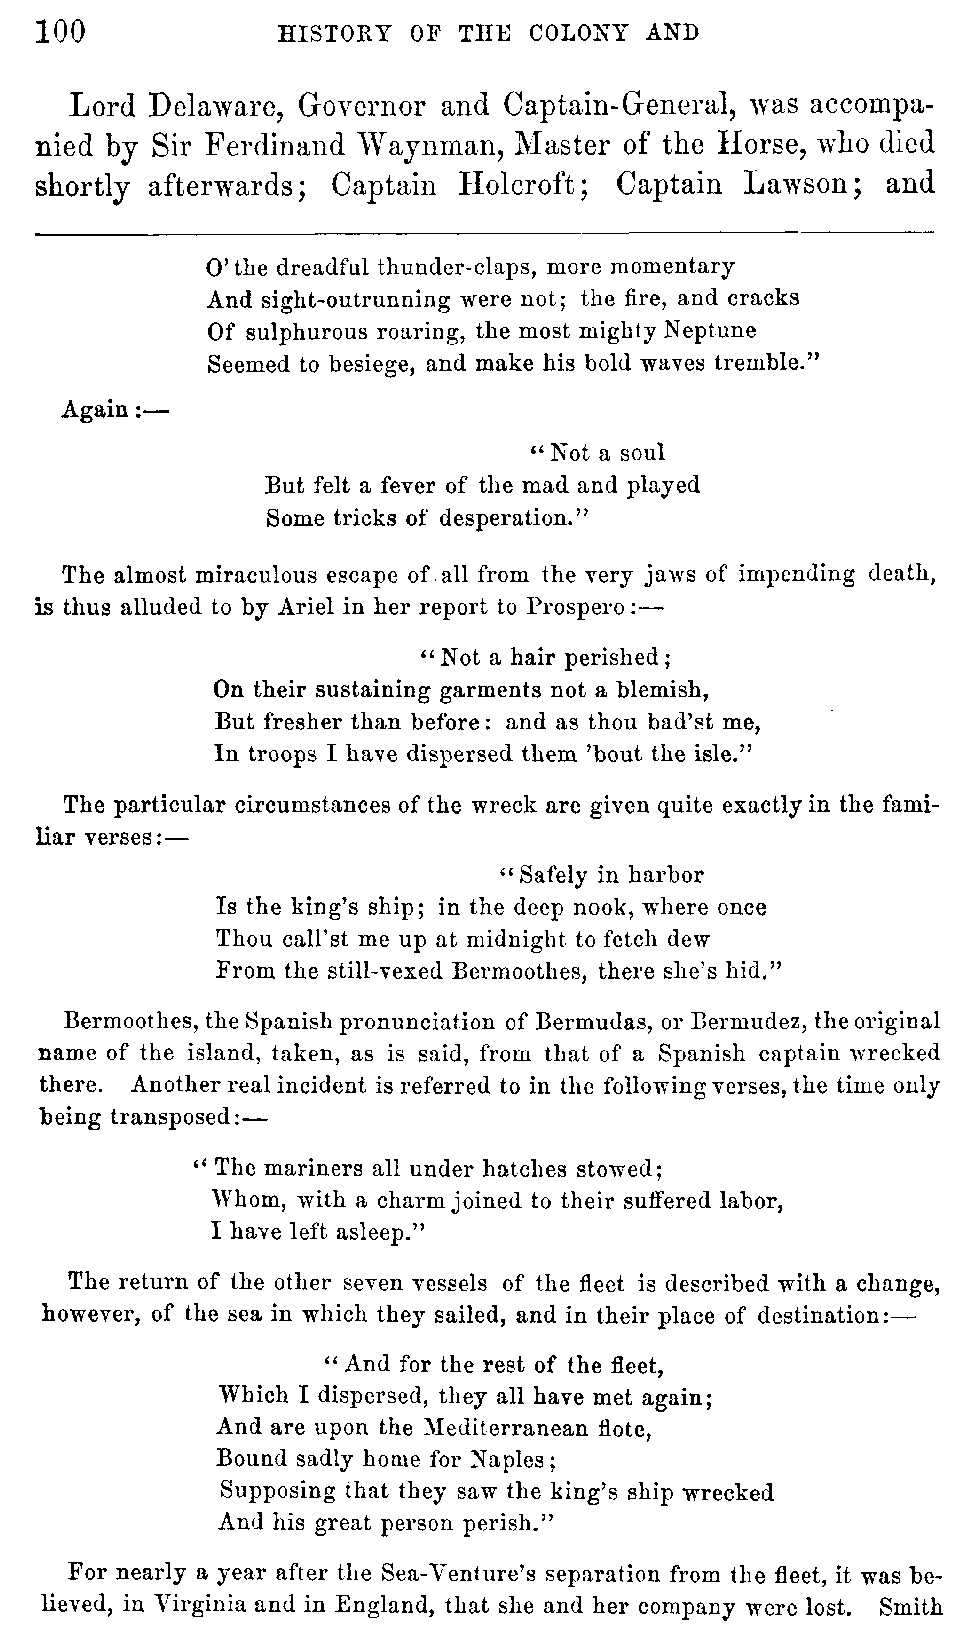 100 HISTORY OF THE COLONY AND
Lord Delaware, Governor and Captain-General, was accompa-
nied by Sir Ferdinand Waynman, Master of the Horse, who died
shortly afterwards; Captain Holcroft; Captain Lawson; and
O' the dreadful thunder-claps, more momentary
And sight-outrunning were not; the fire, and cracks
Of sulphurous roaring, the most mighty Neptune
Seemed to besiege, and make his bold waves tremble."
Again:—
"Not a soul
But felt a fever of the mad and played
Some tricks of desperation."
The almost miraculous escape of all from the very jaws of impending death,
is thus alluded to by Ariel in her report to Prospero:—
"Not a hair perished;
On their sustaining garments not a blemish,
But fresher than before: and as thou bad'st me,
In troops I have dispersed them 'bout the isle."
The particular circumstances of the wreck are given quite exactly in the fami-
liar verses:—
"Safely in harbor
Is the king's ship; in the deep nook, where once
Thou call'st me up at midnight to fetch dew
From the still-vexed Bermoothes, there she's hid."
Bermoothes, the Spanish pronunciation of Bermudas, or Bermudez, the original
name of the island, taken, as is said, from that of a Spanish captain wrecked
there. Another real incident is referred to in the following verses, the time only
being transposed:—
"The mariners all under hatches stowed;
Whom, with a charm joined to their suffered labor,
I have left asleep."
The return of the other seven vessels of the fleet is described with a change,
however, of the sea in which they sailed, and in their place of destination:—
"And for the rest of the fleet,
Which I dispersed, they all have met again;
And are upon the Mediterranean flote,
Bound sadly home for Naples;
Supposing that they saw the king's ship wrecked
And his great person perish."
For nearly a year after the Sea-Venture's separation from the fleet, it was be-
lieved, in Virginia and in England, that she and her company were lost. Smith